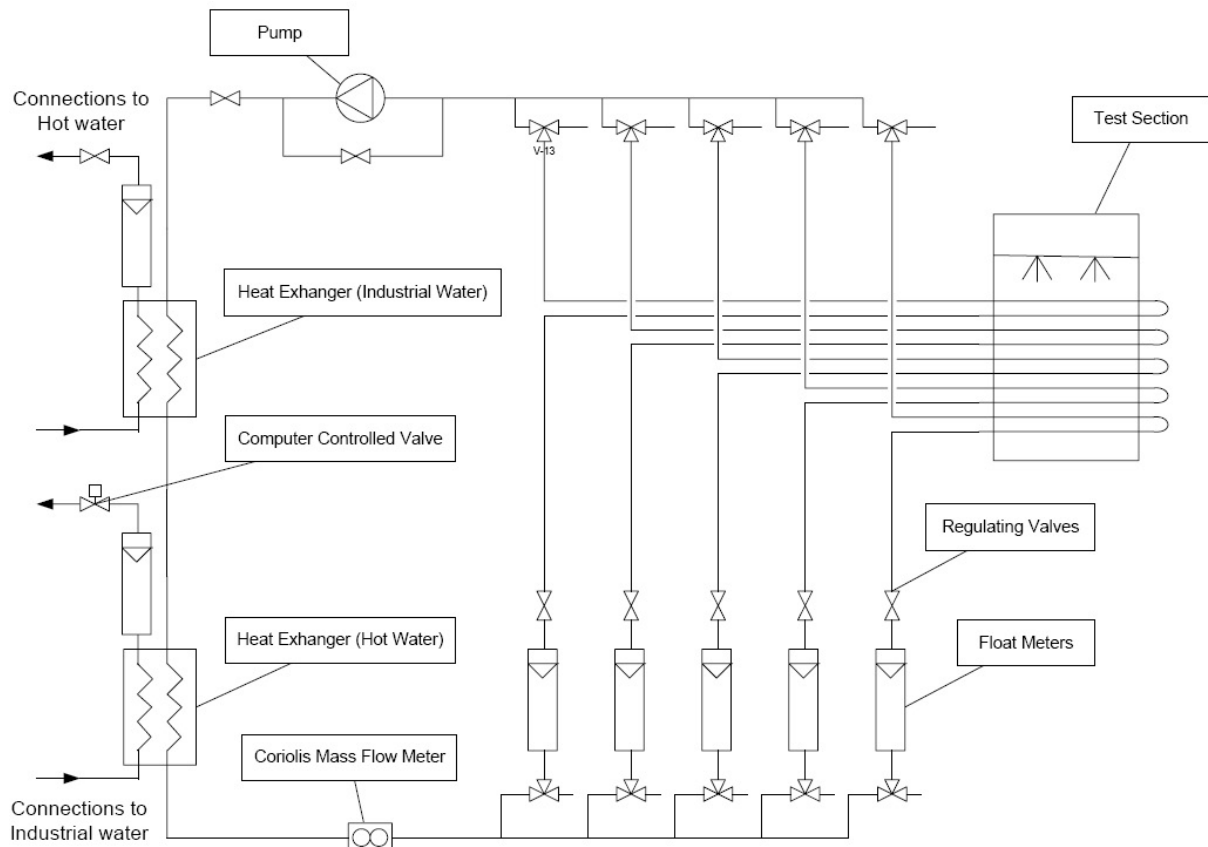 Pump
Connections to
Hot water
Test Section
V-13
Heat Exhanger (Industrial Water)
Computer Controlled Valve
Regulating Valves
Heat Exhanger (Hot Water)
Float Meters
Coriolis Mass Flow Meter
Connections to
Industrial water